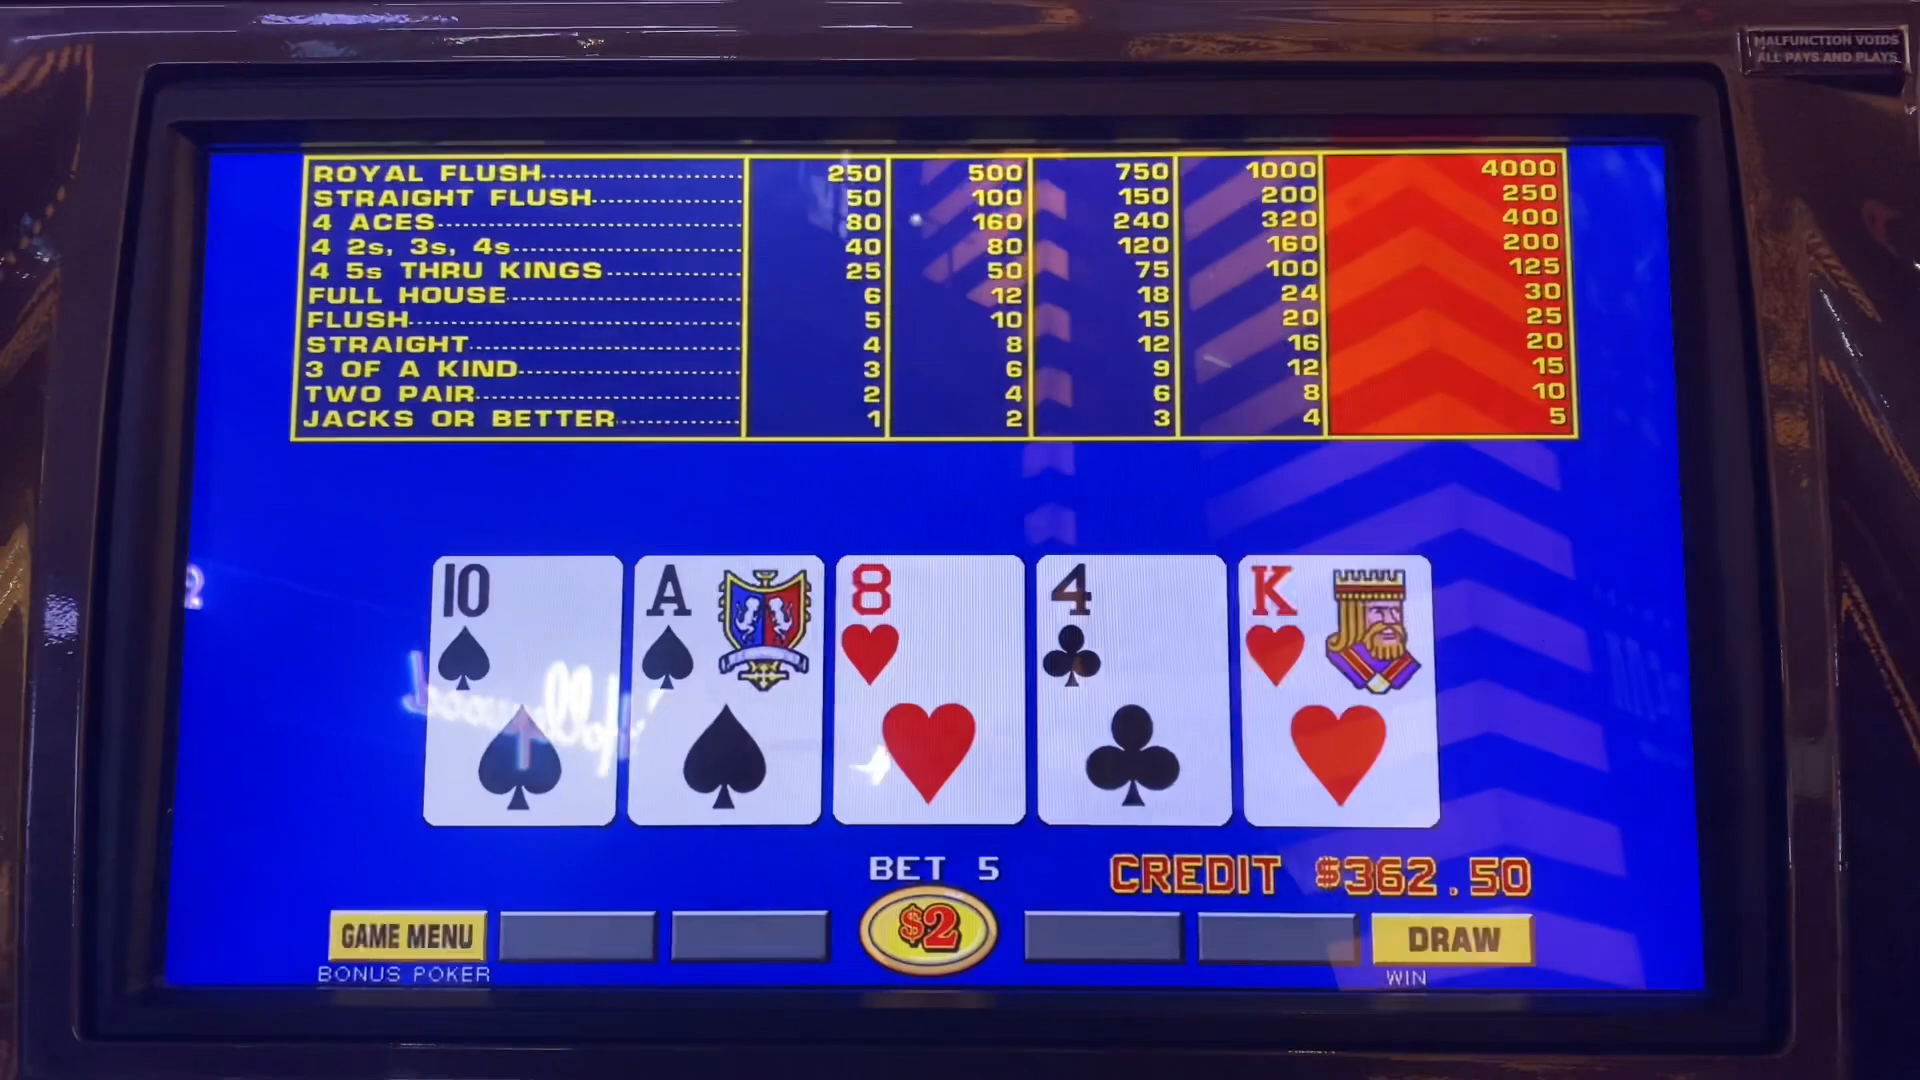 MALFUNCTION VOIDS
ALL PAYS AND PLAYS
ROYAL FLUSH 250 500 750 1000 4000
STRAIGHT FLUSH 50 100 150 200 250
4 ACES 80 160 240 320 400
4 2s, 3s, 4s 40 80 120 160 200
4 5s THRU KINGS 25 50 75 100 125
FULL HOUSE 6 12 18 24 30
FLUSH 5 10 15 20 25
STRAIGHT 4 8 12 16 20
3 OF A KIND 3 6 9 12 15
TWO PAIR 2 4 6 8 10
JACKS OR BETTER 1 2 3 4 5
10 A 8 4 K
BET 5 CREDIT $362.50
GAME MENU $2 DRAW
BONUS POKER WIN